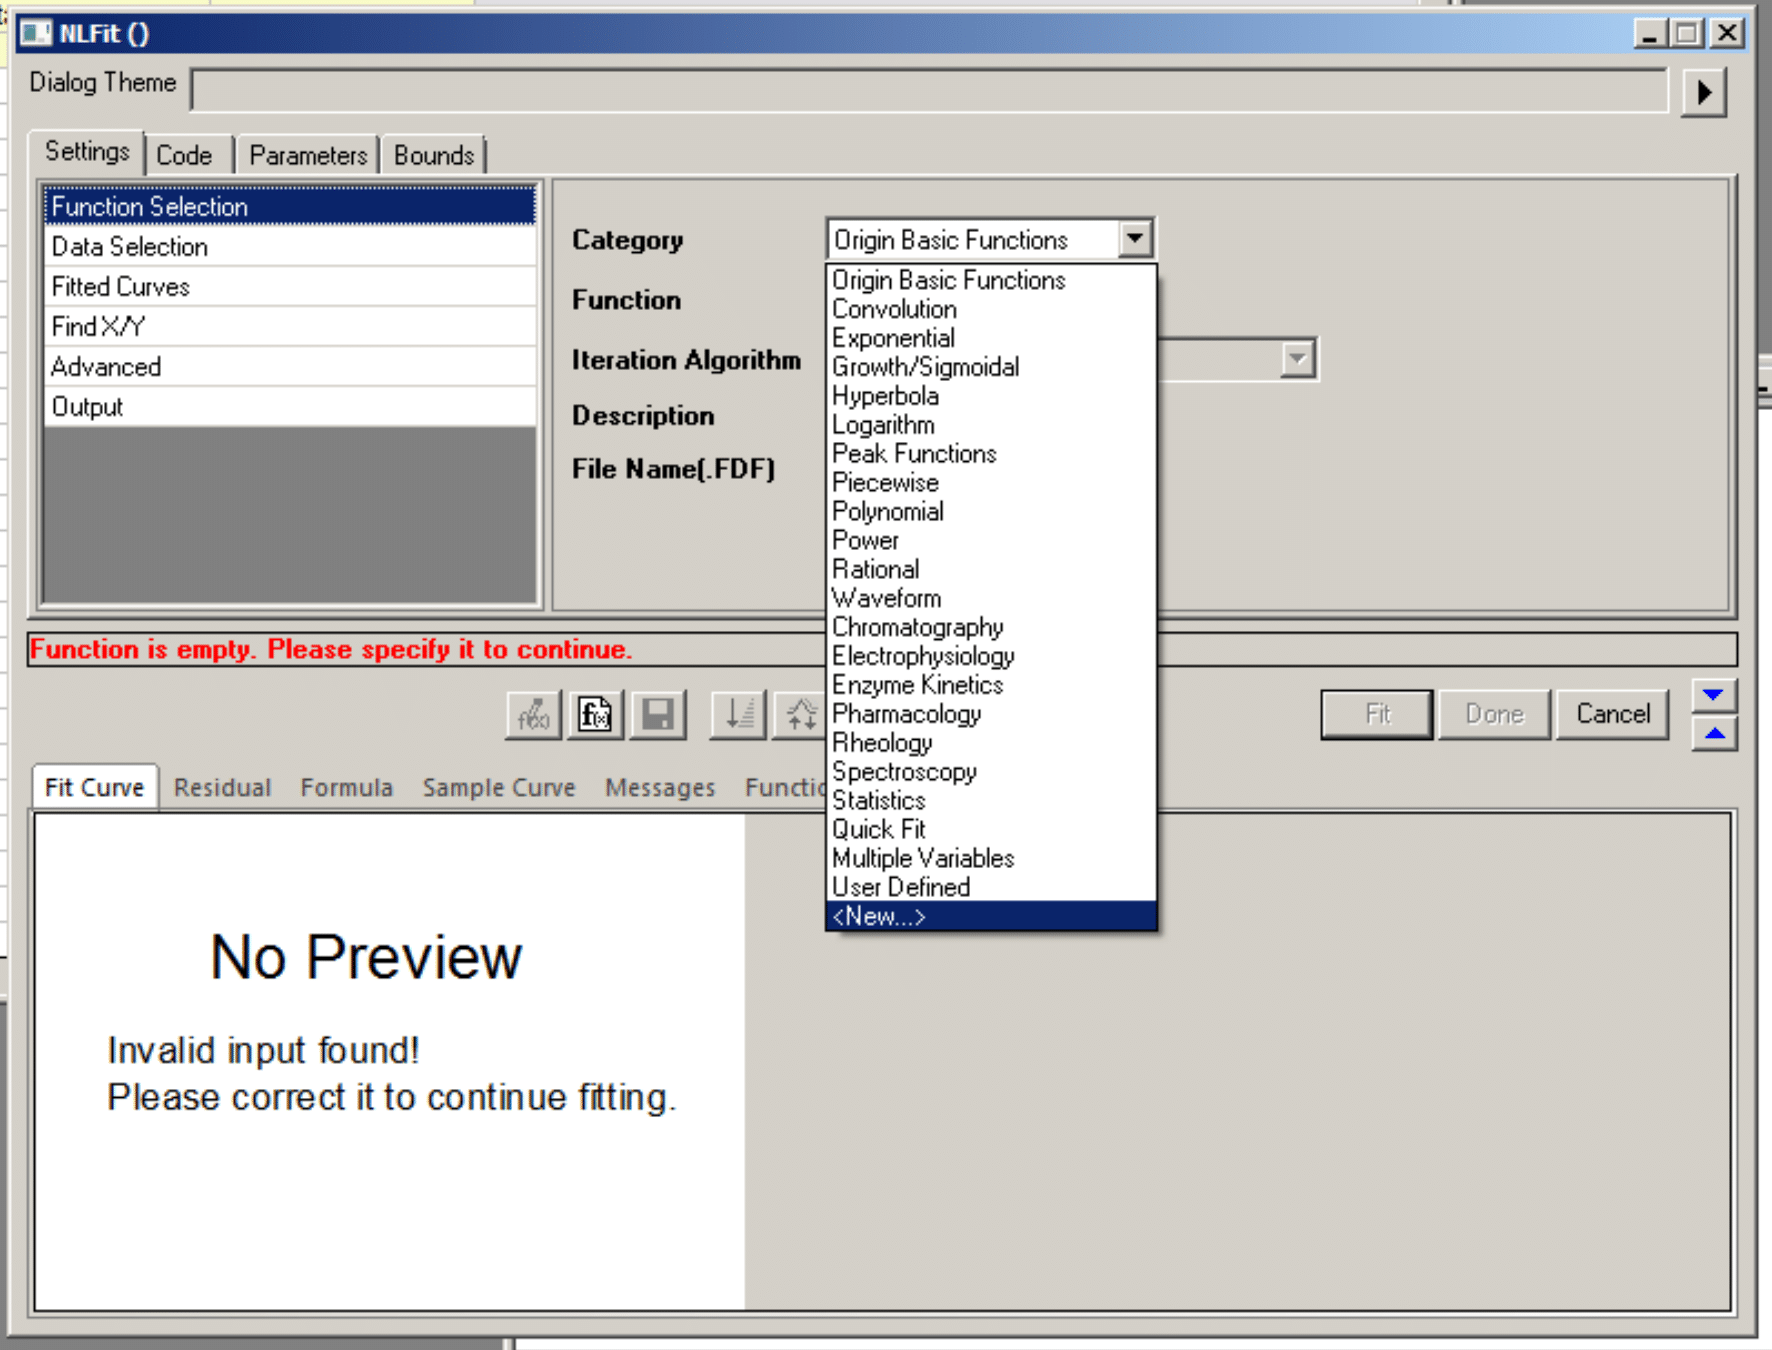 NLFit ()
Dialog Theme
Settings Code Parameters Bounds
Function Selection
Data Selection
Fitted Curves
Find X/Y
Advanced
Output
Category Origin Basic Functions
Function
Iteration Algorithm
Description
File Name(.FDF)
Origin Basic Functions
Convolution
Exponential
Growth/Sigmoidal
Hyperbola
Logarithm
Peak Functions
Piecewise
Polynomial
Power
Rational
Waveform
Chromatography
Electrophysiology
Enzyme Kinetics
Pharmacology
Rheology
Spectroscopy
Statistics
Quick Fit
Multiple Variables
User Defined
<New...>
Function is empty. Please specify it to continue.
Fit Done Cancel
Fit Curve Residual Formula Sample Curve Messages
No Preview
Invalid input found!
Please correct it to continue fitting.